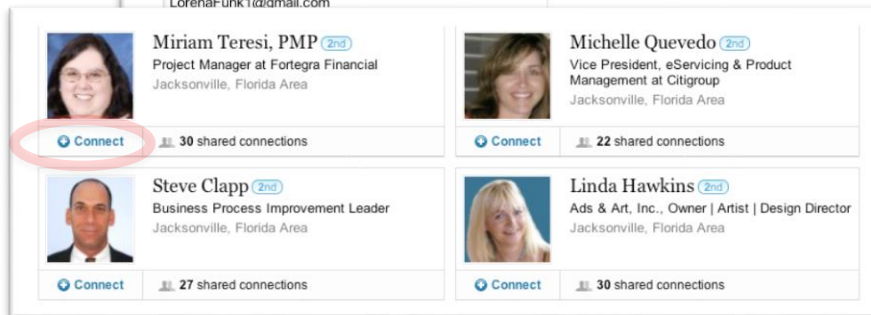 LorenaFunk1@gmail.com
Miriam Teresi, PMP 2nd
Project Manager at Fortegra Financial
Jacksonville, Florida Area
Connect 30 shared connections
Michelle Quevedo 2nd
Vice President, eServicing & Product
Management at Citigroup
Jacksonville, Florida Area
Connect 22 shared connections
Steve Clapp 2nd
Business Process Improvement Leader
Jacksonville, Florida Area
Connect 27 shared connections
Linda Hawkins 2nd
Ads & Art, Inc., Owner | Artist | Design Director
Jacksonville, Florida Area
Connect 30 shared connections